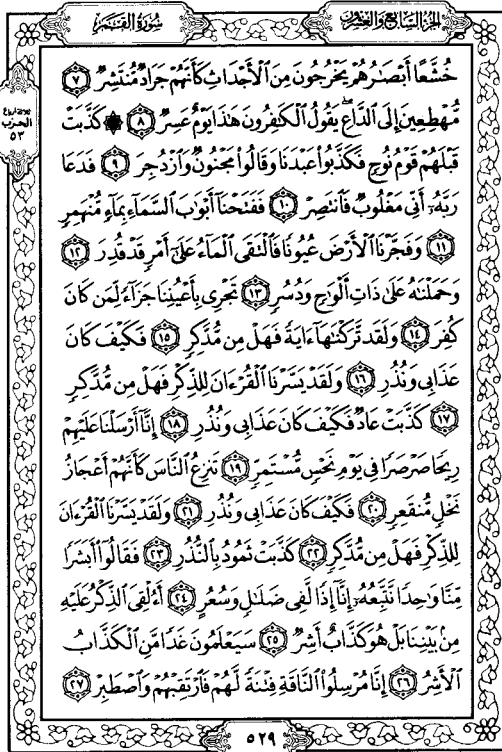 الجزء السابع والعشرون
سورة القمر
خُشَّعًا أَبْصَٰرُهُمْ يَخْرُجُونَ مِنَ ٱلْأَجْدَاثِ كَأَنَّهُمْ جَرَادٌ مُّنتَشِرٌ ٧
مُّهْطِعِينَ إِلَى ٱلدَّاعِ ۖ يَقُولُ ٱلْكَٰفِرُونَ هَٰذَا يَوْمٌ عَسِرٌ ٨ ۞ كَذَّبَتْ
الحزب
٥٣
قَبْلَهُمْ قَوْمُ نُوحٍ فَكَذَّبُوا۟ عَبْدَنَا وَقَالُوا۟ مَجْنُونٌ وَٱزْدُجِرَ ٩ فَدَعَا
رَبَّهُۥٓ أَنِّى مَغْلُوبٌ فَٱنتَصِرْ ١٠ فَفَتَحْنَآ أَبْوَٰبَ ٱلسَّمَآءِ بِمَآءٍ مُّنْهَمِرٍ
١١ وَفَجَّرْنَا ٱلْأَرْضَ عُيُونًا فَٱلْتَقَى ٱلْمَآءُ عَلَىٰٓ أَمْرٍ قَدْ قُدِرَ ١٢
وَحَمَلْنَٰهُ عَلَىٰ ذَاتِ أَلْوَٰحٍ وَدُسُرٍ ١٣ تَجْرِى بِأَعْيُنِنَا جَزَآءً لِّمَن كَانَ
كُفِرَ ١٤ وَلَقَد تَّرَكْنَٰهَآ ءَايَةً فَهَلْ مِن مُّدَّكِرٍ ١٥ فَكَيْفَ كَانَ
عَذَابِى وَنُذُرِ ١٦ وَلَقَدْ يَسَّرْنَا ٱلْقُرْءَانَ لِلذِّكْرِ فَهَلْ مِن مُّدَّكِرٍ
١٧ كَذَّبَتْ عَادٌ فَكَيْفَ كَانَ عَذَابِى وَنُذُرِ ١٨ إِنَّآ أَرْسَلْنَا عَلَيْهِمْ
رِيحًا صَرْصَرًا فِى يَوْمِ نَحْسٍ مُّسْتَمِرٍّ ١٩ تَنزِعُ ٱلنَّاسَ كَأَنَّهُمْ أَعْجَازُ
نَخْلٍ مُّنقَعِرٍ ٢٠ فَكَيْفَ كَانَ عَذَابِى وَنُذُرِ ٢١ وَلَقَدْ يَسَّرْنَا ٱلْقُرْءَانَ
لِلذِّكْرِ فَهَلْ مِن مُّدَّكِرٍ ٢٢ كَذَّبَتْ ثَمُودُ بِٱلنُّذُرِ ٢٣ فَقَالُوٓا۟ أَبَشَرًا
مِّنَّا وَٰحِدًا نَّتَّبِعُهُۥٓ إِنَّآ إِذًا لَّفِى ضَلَٰلٍ وَسُعُرٍ ٢٤ أَءُلْقِىَ ٱلذِّكْرُ عَلَيْهِ
مِنۢ بَيْنِنَا بَلْ هُوَ كَذَّابٌ أَشِرٌ ٢٥ سَيَعْلَمُونَ غَدًا مَّنِ ٱلْكَذَّابُ
ٱلْأَشِرُ ٢٦ إِنَّا مُرْسِلُوا۟ ٱلنَّاقَةِ فِتْنَةً لَّهُمْ فَٱرْتَقِبْهُمْ وَٱصْطَبِرْ ٢٧
٥٢٩